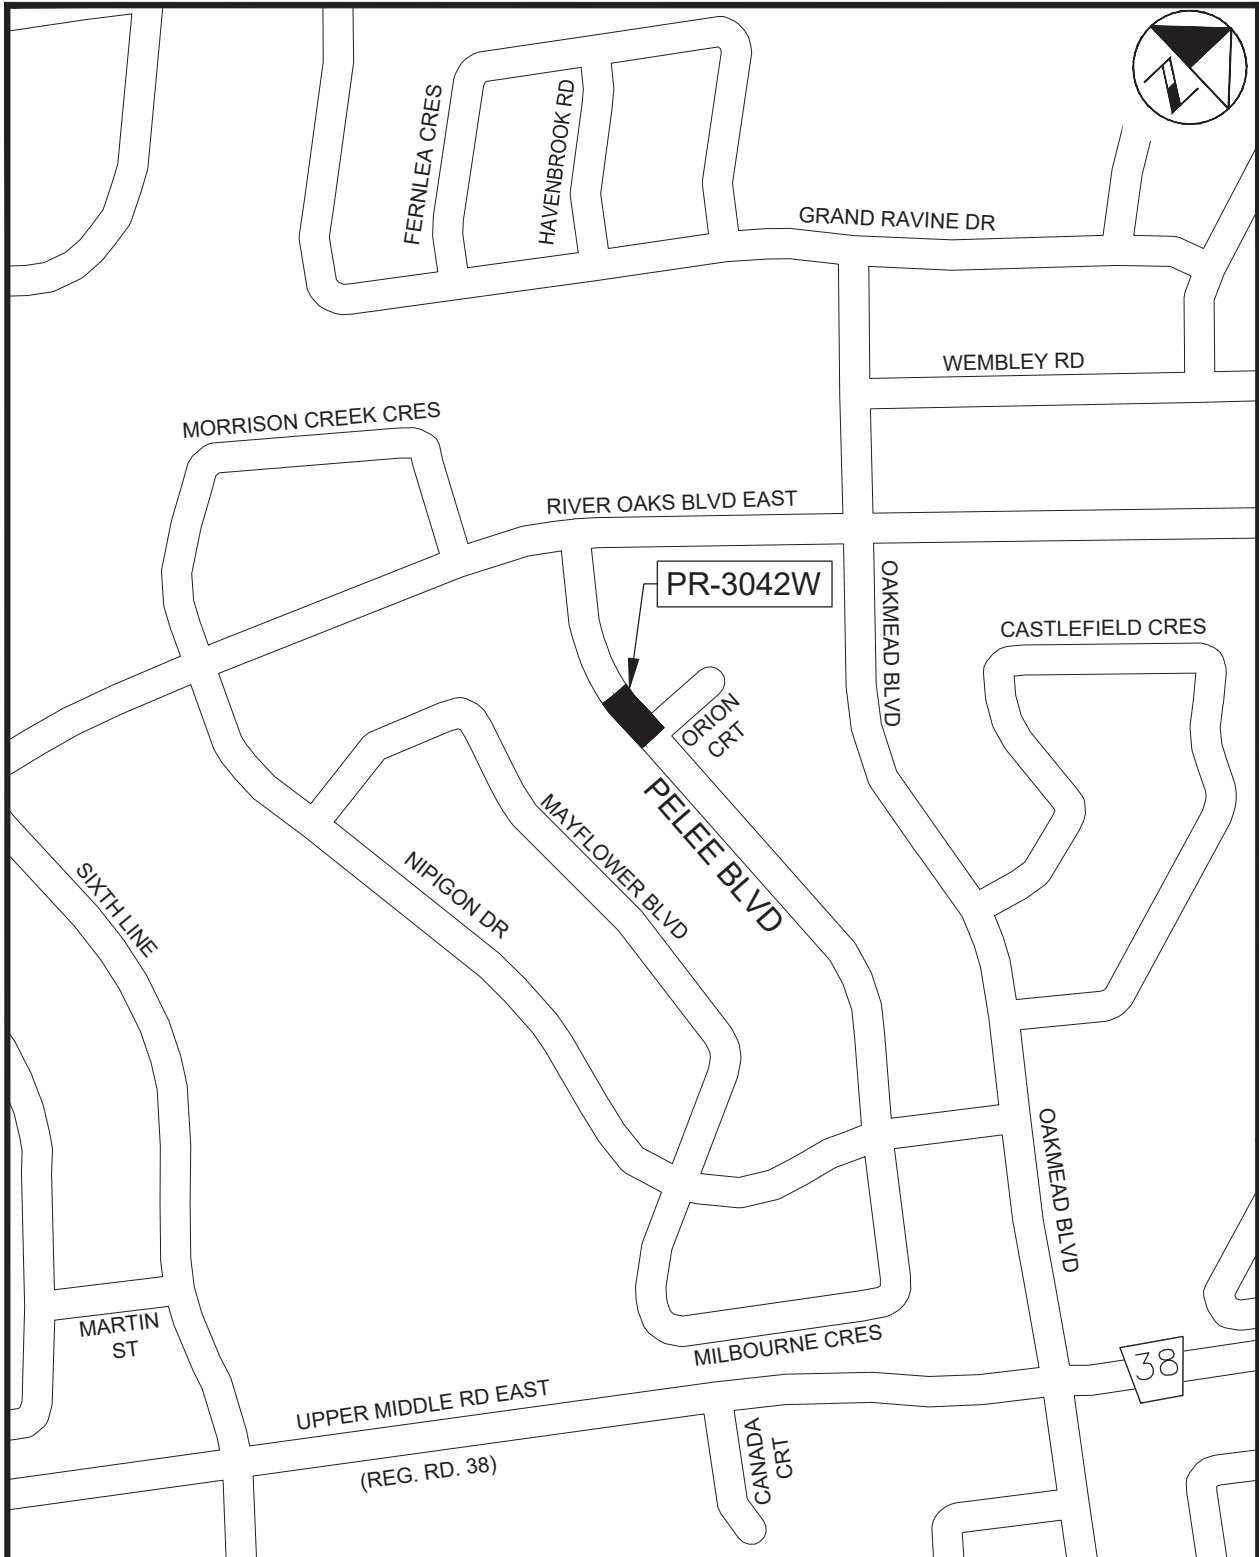 FERNLEA CRES
HAVENBROOK RD
GRAND RAVINE DR
WEMBLEY RD
MORRISON CREEK CRES
RIVER OAKS BLVD EAST
PR-3042W
OAKMEAD BLVD
CASTLEFIELD CRES
ORION
CRT
PELEE BLVD
MAYFLOWER BLVD
NIPIGON DR
SIXTH LINE
OAKMEAD BLVD
MARTIN
ST
MILBOURNE CRES
38
UPPER MIDDLE RD EAST
(REG. RD. 38)
CANADA
CRT